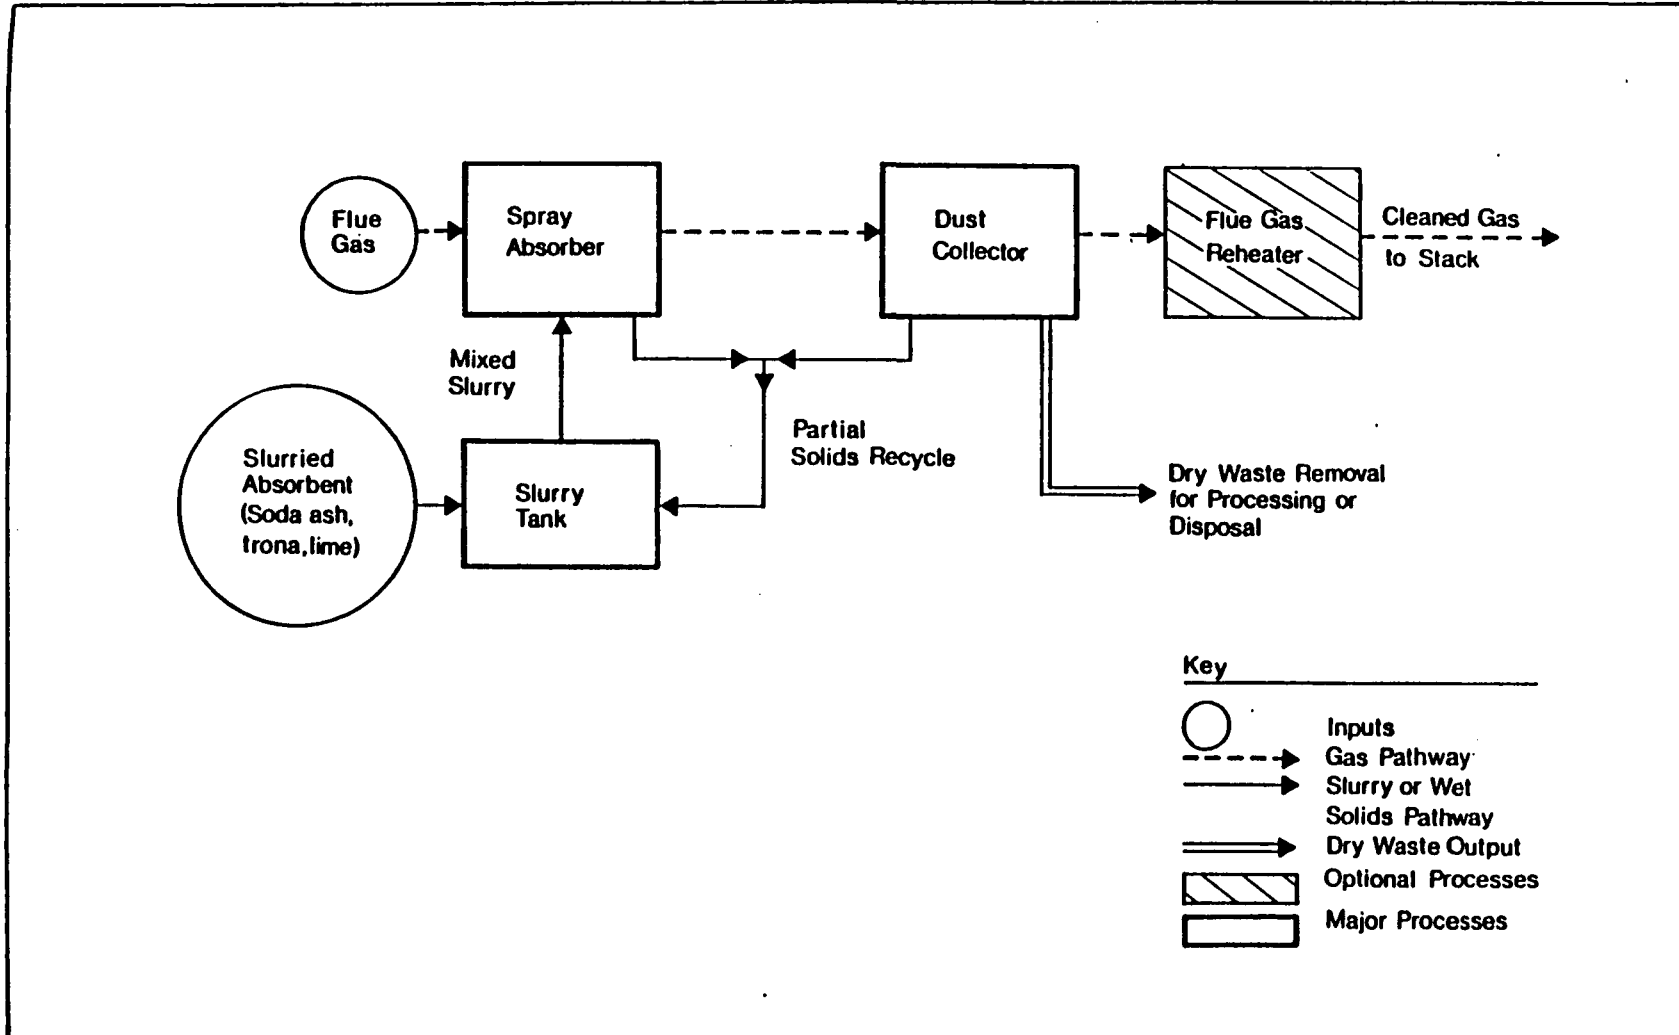 Flue
Gas
Spray
Absorber
Dust
Collector
Flue Gas
Reheater
Cleaned Gas
to Stack
Mixed
Slurry
Slurried
Absorbent
(Soda ash,
trona, lime)
Slurry
Tank
Partial
Solids Recycle
Dry Waste Removal
for Processing or
Disposal
Key
Inputs
Gas Pathway
Slurry or Wet
Solids Pathway
Dry Waste Output
Optional Processes
Major Processes